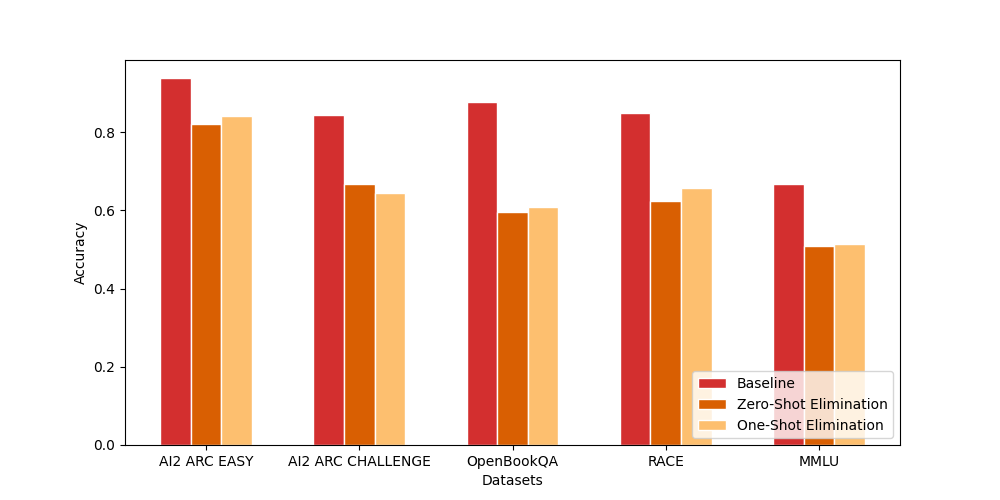 Accuracy
0.8
0.6
0.4
0.2
0.0
Baseline
Zero-Shot Elimination
One-Shot Elimination
AI2 ARC EASY
AI2 ARC CHALLENGE
OpenBookQA
RACE
MMLU
Datasets